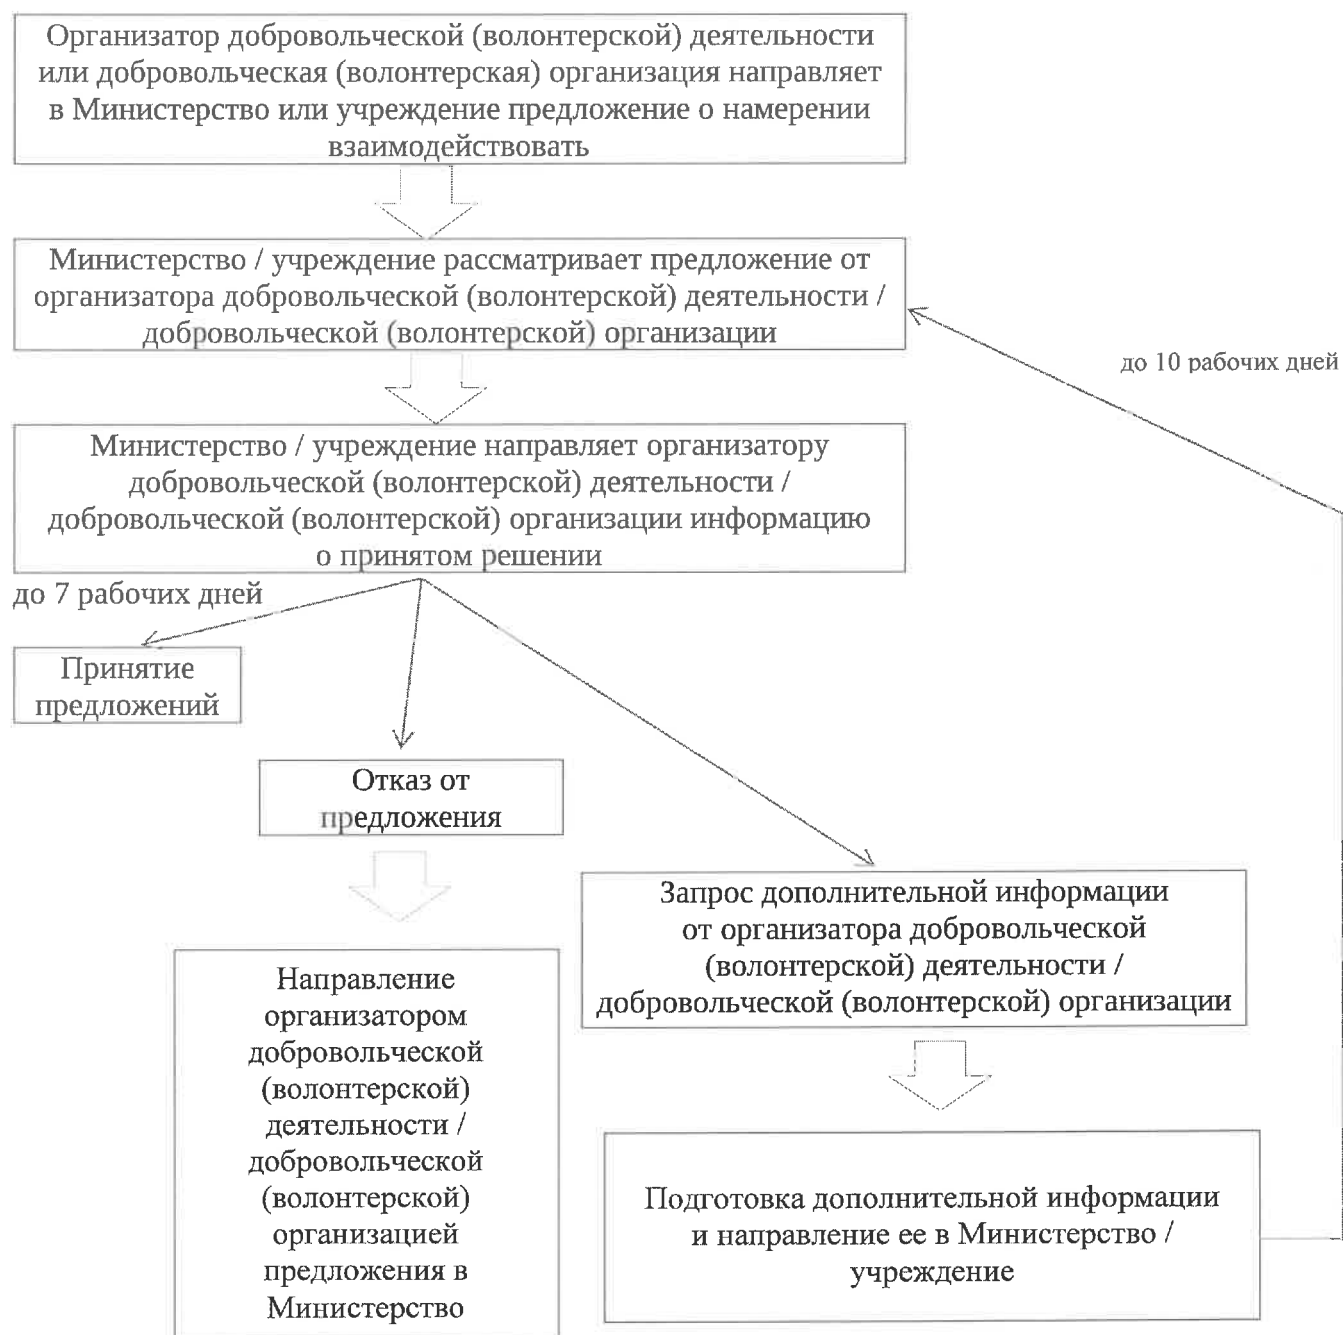 Организатор добровольческой (волонтерской) деятельности
или добровольческая (волонтерская) организация направляет
в Министерство или учреждение предложение о намерении
взаимодействовать
Министерство / учреждение рассматривает предложение от
организатора добровольческой (волонтерской) деятельности /
добровольческой (волонтерской) организации
до 10 рабочих дней
Министерство / учреждение направляет организатору
добровольческой (волонтерской) деятельности /
добровольческой (волонтерской) организации информацию
о принятом решении
до 7 рабочих дней
Принятие
предложений
Отказ от
предложения
Запрос дополнительной информации
от организатора добровольческой
(волонтерской) деятельности /
добровольческой (волонтерской) организации
Направление
организатором
добровольческой
(волонтерской)
деятельности /
добровольческой
(волонтерской)
организацией
предложения в
Министерство
Подготовка дополнительной информации
и направление ее в Министерство /
учреждение